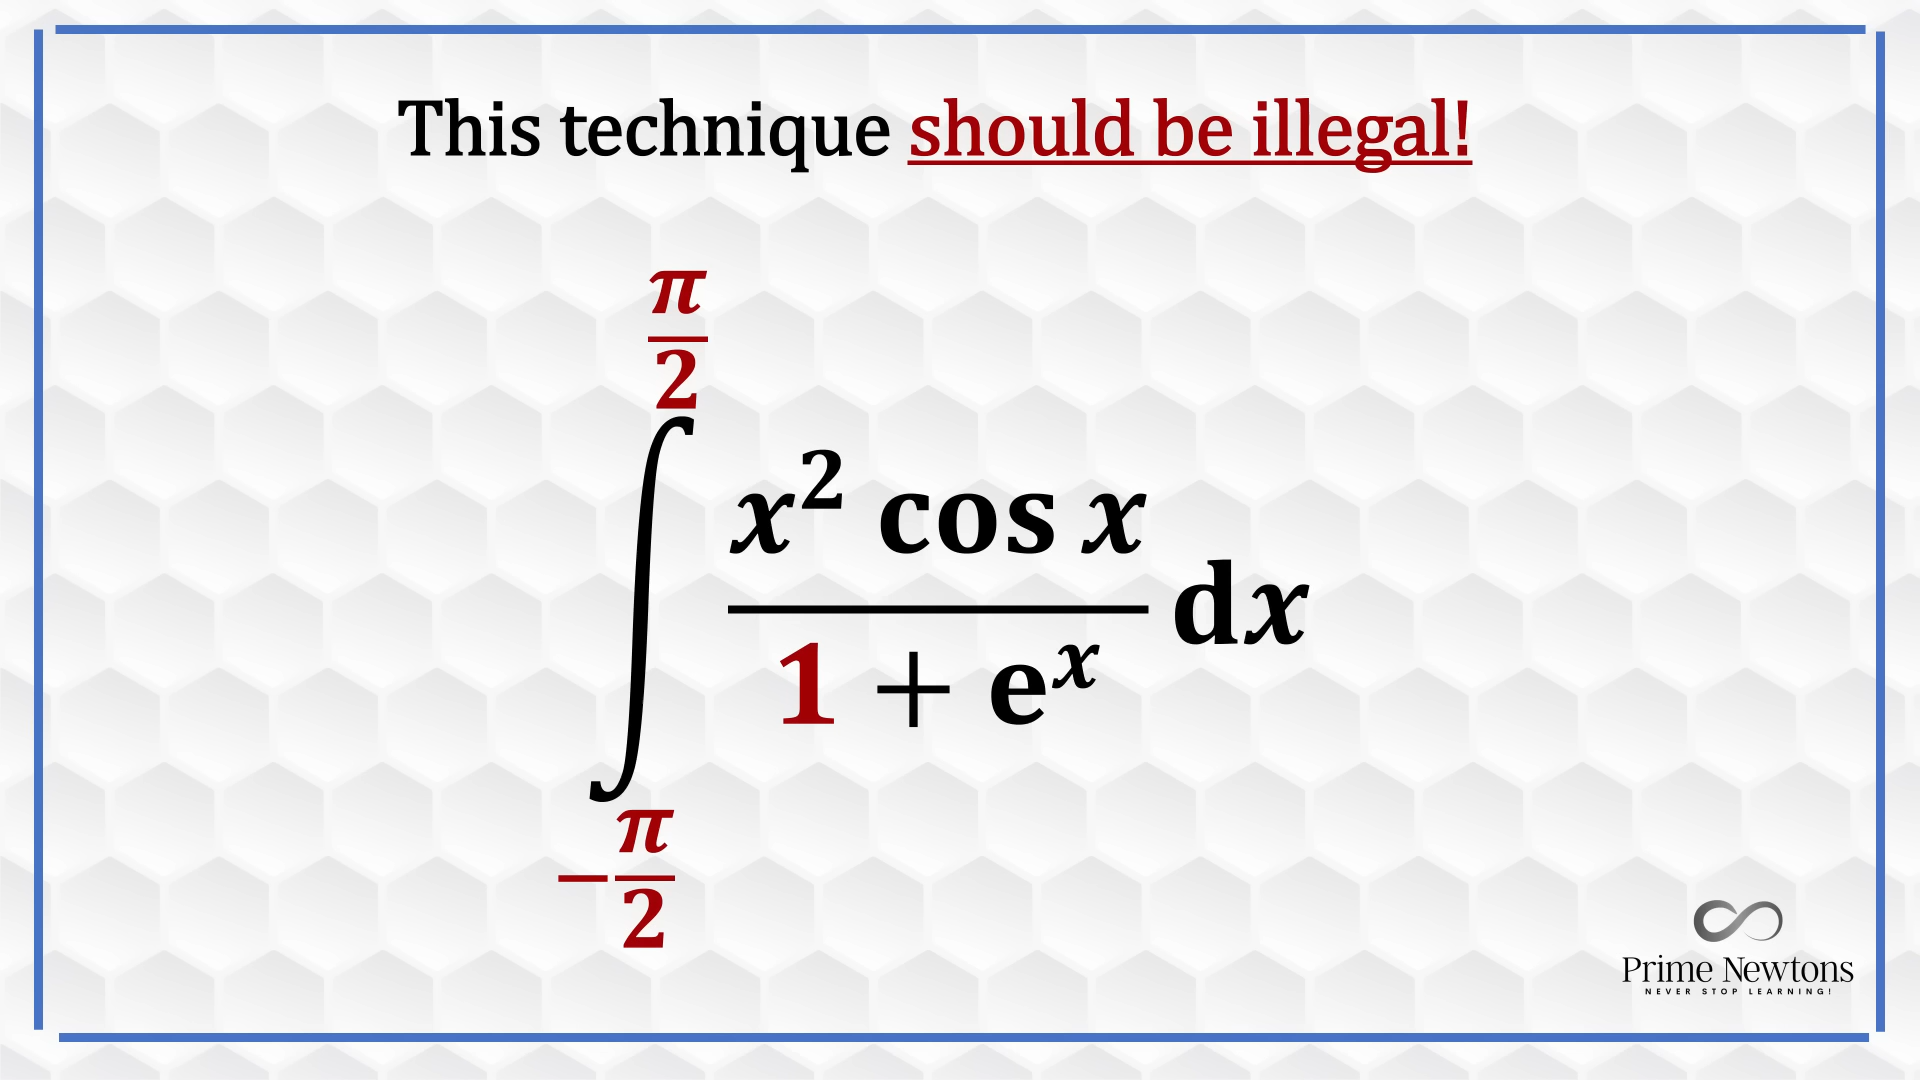 This technique should be illegal!
π
2
∫
x² cos x
dx
1 + eˣ
−π
2
Prime Newtons
NEVER STOP LEARNING!